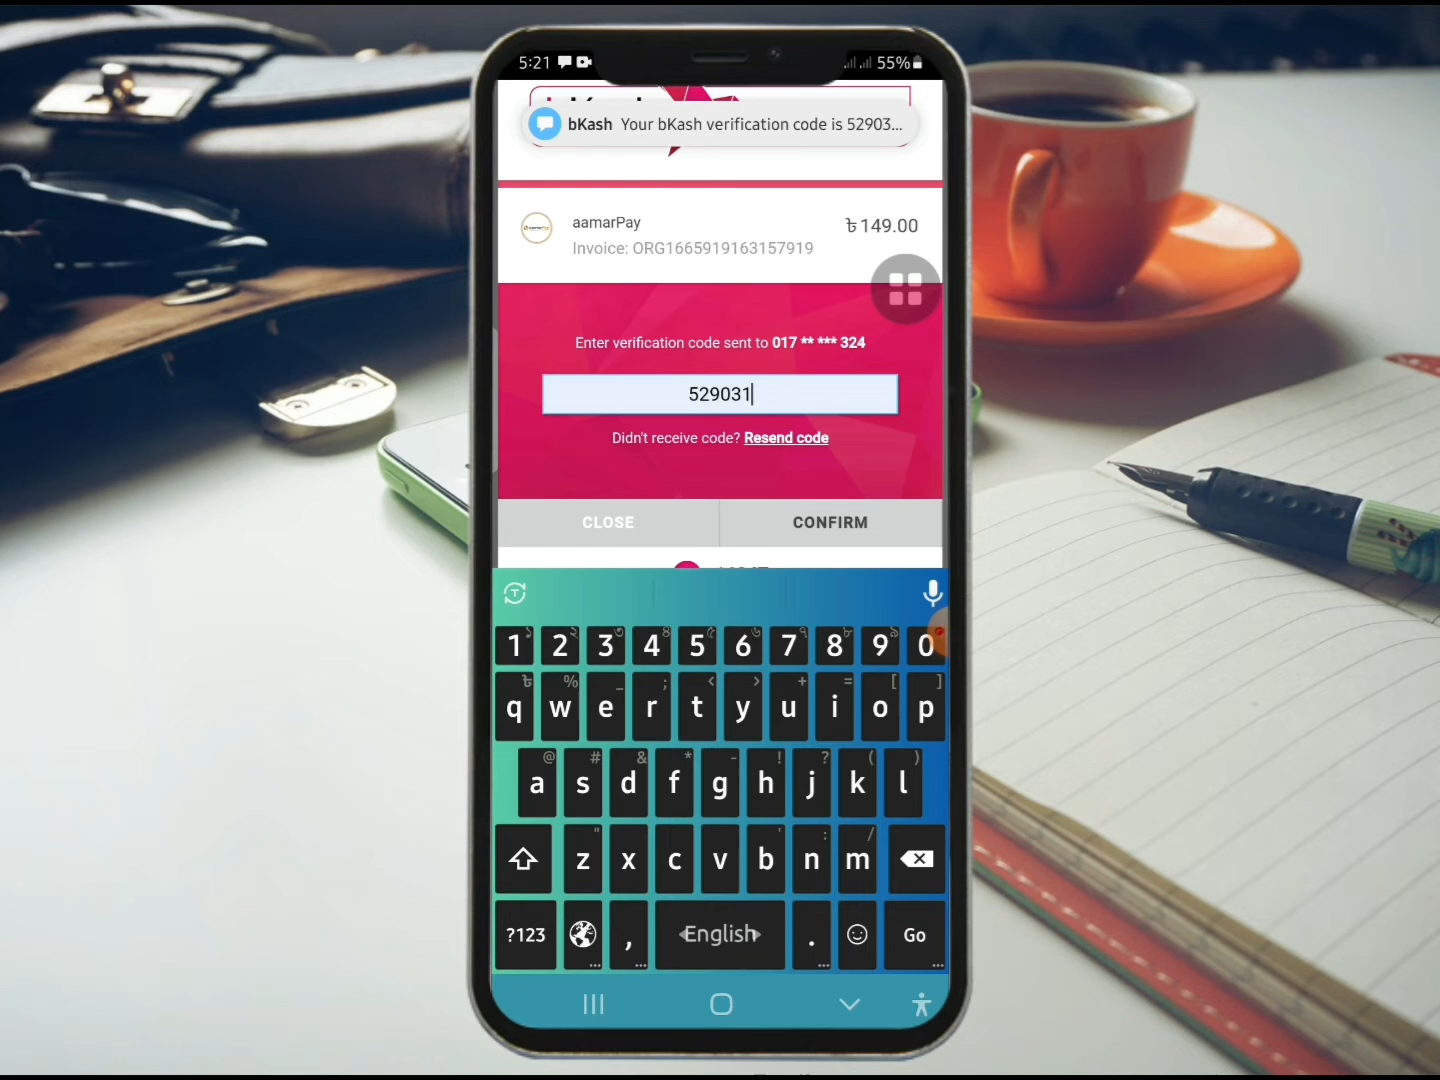 5:21
55%
bKash Your bKash verification code is 52903...
aamarPay
৳ 149.00
Invoice: ORG1665919163157919
Enter verification code sent to 017 ** *** 324
529031
Didn't receive code? Resend code
CLOSE CONFIRM
1 2 3 4 5 6 7 8 9 0
q w e r t y u i o p
a s d f g h j k l
z x c v b n m
?123 , English . Go